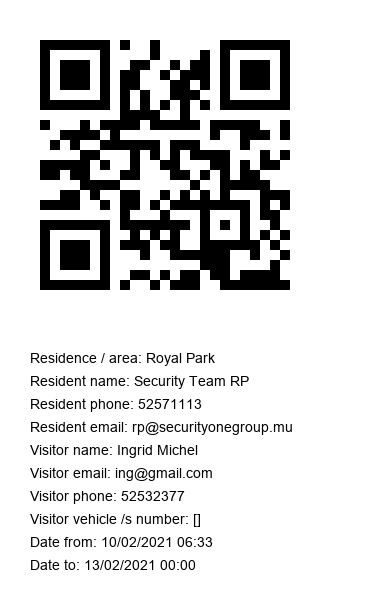 Residence / area: Royal Park
Resident name: Security Team RP
Resident phone: 52571113
Resident email: rp@securityonegroup.mu
Visitor name: Ingrid Michel
Visitor email: ing@gmail.com
Visitor phone: 52532377
Visitor vehicle /s number: []
Date from: 10/02/2021 06:33
Date to: 13/02/2021 00:00